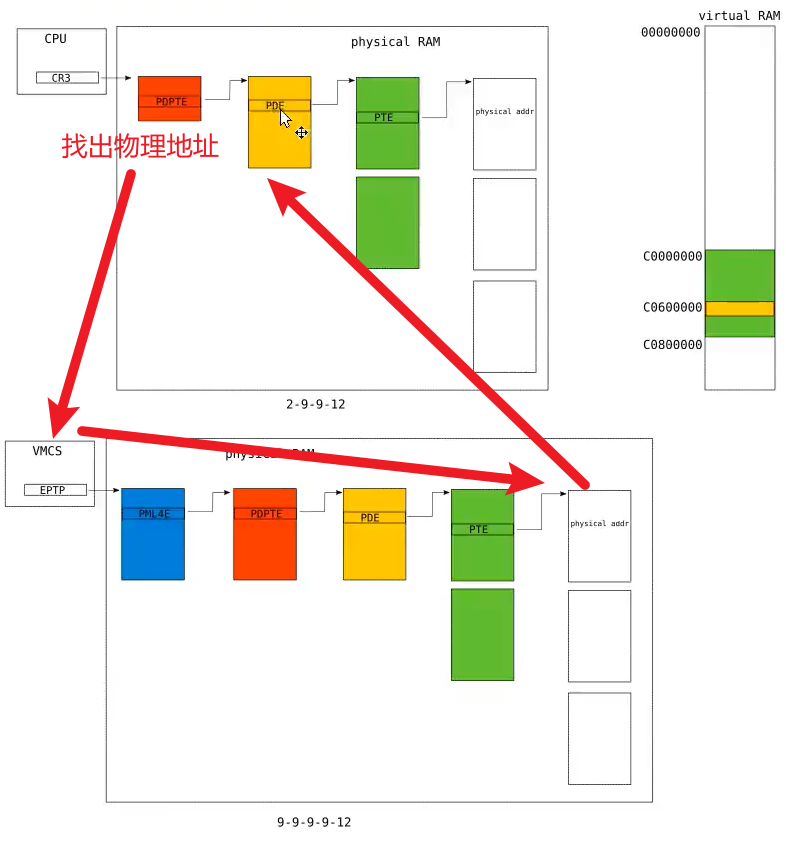 virtual RAM
CPU
physical RAM
00000000
CR3
PDPTE
PDE
PTE
physical addr
找出物理地址
C0000000
C0600000
C0800000
2-9-9-12
VMCS
physical RAM
EPTP
PML4E
PDPTE
PDE
PTE
physical addr
9-9-9-9-12